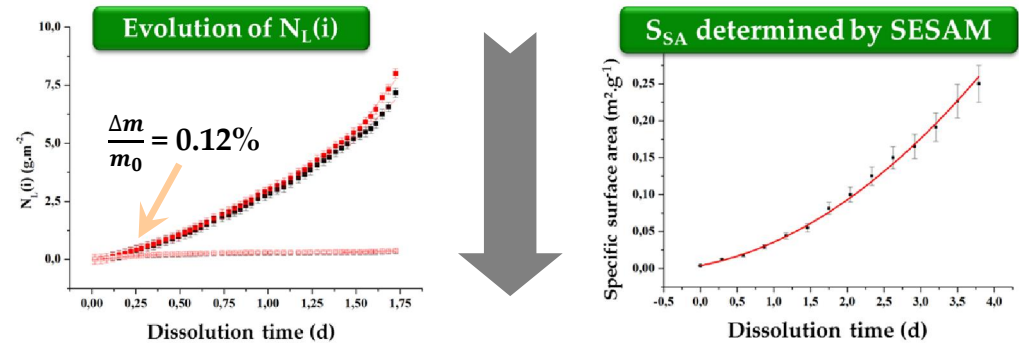 Evolution of N_L(i)
10,0
7,5
5,0
2,5
0,0
N_L(i) (g.m⁻²)
Δm/m₀ = 0.12%
0,00 0,25 0,50 0,75 1,00 1,25 1,50 1,75
Dissolution time (d)
S_SA determined by SESAM
0,25
0,20
0,15
0,10
0,05
0,00
Specific surface area (m².g⁻¹)
-0,5 0,0 0,5 1,0 1,5 2,0 2,5 3,0 3,5 4,0
Dissolution time (d)